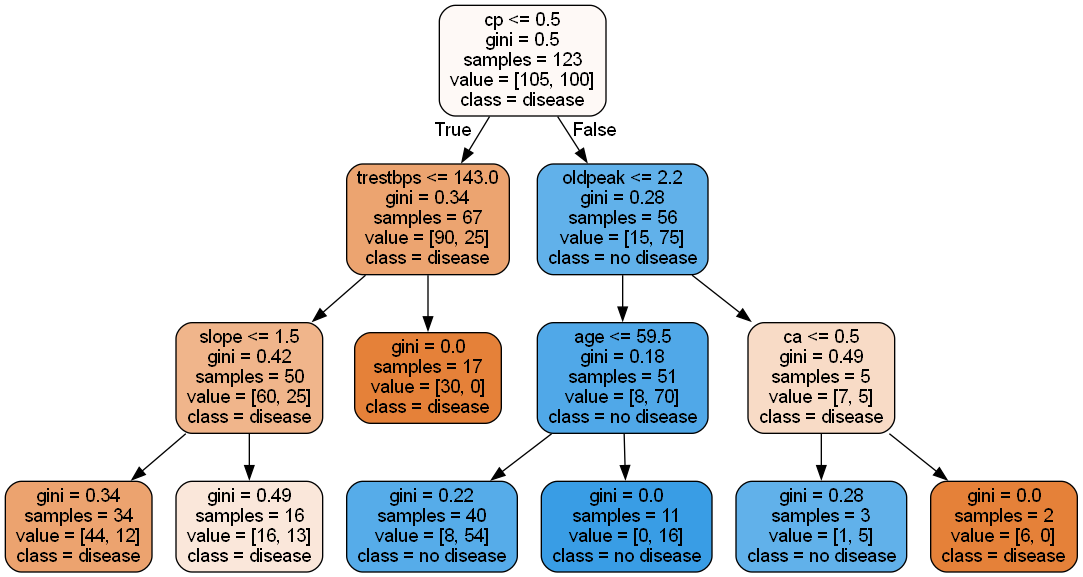 cp <= 0.5
gini = 0.5
samples = 123
value = [105, 100]
class = disease
True
False
trestbps <= 143.0
gini = 0.34
samples = 67
value = [90, 25]
class = disease
oldpeak <= 2.2
gini = 0.28
samples = 56
value = [15, 75]
class = no disease
slope <= 1.5
gini = 0.42
samples = 50
value = [60, 25]
class = disease
gini = 0.0
samples = 17
value = [30, 0]
class = disease
age <= 59.5
gini = 0.18
samples = 51
value = [8, 70]
class = no disease
ca <= 0.5
gini = 0.49
samples = 5
value = [7, 5]
class = disease
gini = 0.34
samples = 34
value = [44, 12]
class = disease
gini = 0.49
samples = 16
value = [16, 13]
class = disease
gini = 0.22
samples = 40
value = [8, 54]
class = no disease
gini = 0.0
samples = 11
value = [0, 16]
class = no disease
gini = 0.28
samples = 3
value = [1, 5]
class = no disease
gini = 0.0
samples = 2
value = [6, 0]
class = disease